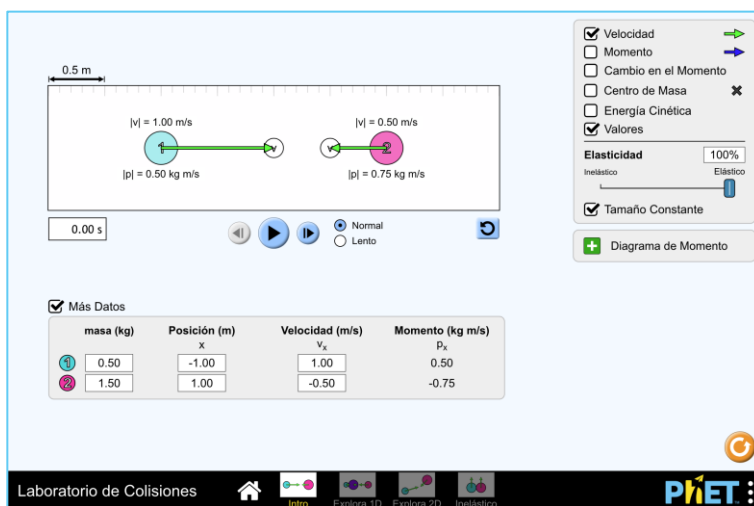 0.5 m
|v| = 1.00 m/s
|v| = 0.50 m/s
1
v
v
2
|p| = 0.50 kg m/s
|p| = 0.75 kg m/s
0.00 s
Normal
Lento
Velocidad
Momento
Cambio en el Momento
Centro de Masa
Energía Cinética
Valores
Elasticidad 100%
Inelástico Elástico
Tamaño Constante
Diagrama de Momento
Más Datos
masa (kg) Posición (m) Velocidad (m/s) Momento (kg m/s)
x vx px
1 0.50 -1.00 1.00 0.50
2 1.50 1.00 -0.50 -0.75
Laboratorio de Colisiones
Intro Explora 1D Explora 2D Inelástico
PhET